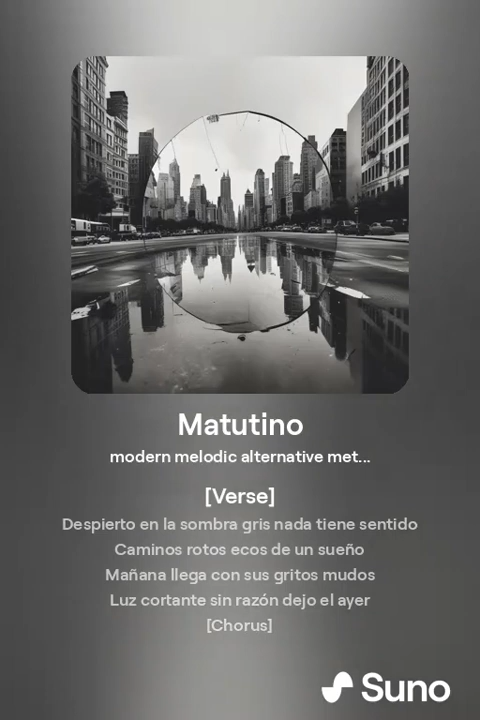 Matutino
modern melodic alternative met...
[Verse]
Despierto en la sombra gris nada tiene sentido
Caminos rotos ecos de un sueño
Mañana llega con sus gritos mudos
Luz cortante sin razón dejo el ayer
[Chorus]
Suno